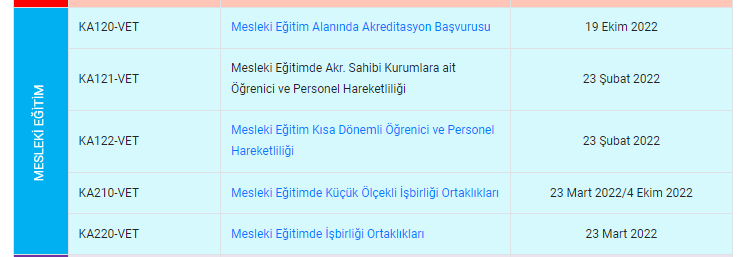 MESLEKİ EĞİTİM
KA120-VET
Mesleki Eğitim Alanında Akreditasyon Başvurusu
19 Ekim 2022
KA121-VET
Mesleki Eğitimde Akr. Sahibi Kurumlara ait
Öğrenici ve Personel Hareketliliği
23 Şubat 2022
KA122-VET
Mesleki Eğitim Kısa Dönemli Öğrenici ve Personel
Hareketliliği
23 Şubat 2022
KA210-VET
Mesleki Eğitimde Küçük Ölçekli İşbirliği Ortaklıkları
23 Mart 2022/4 Ekim 2022
KA220-VET
Mesleki Eğitimde İşbirliği Ortaklıkları
23 Mart 2022